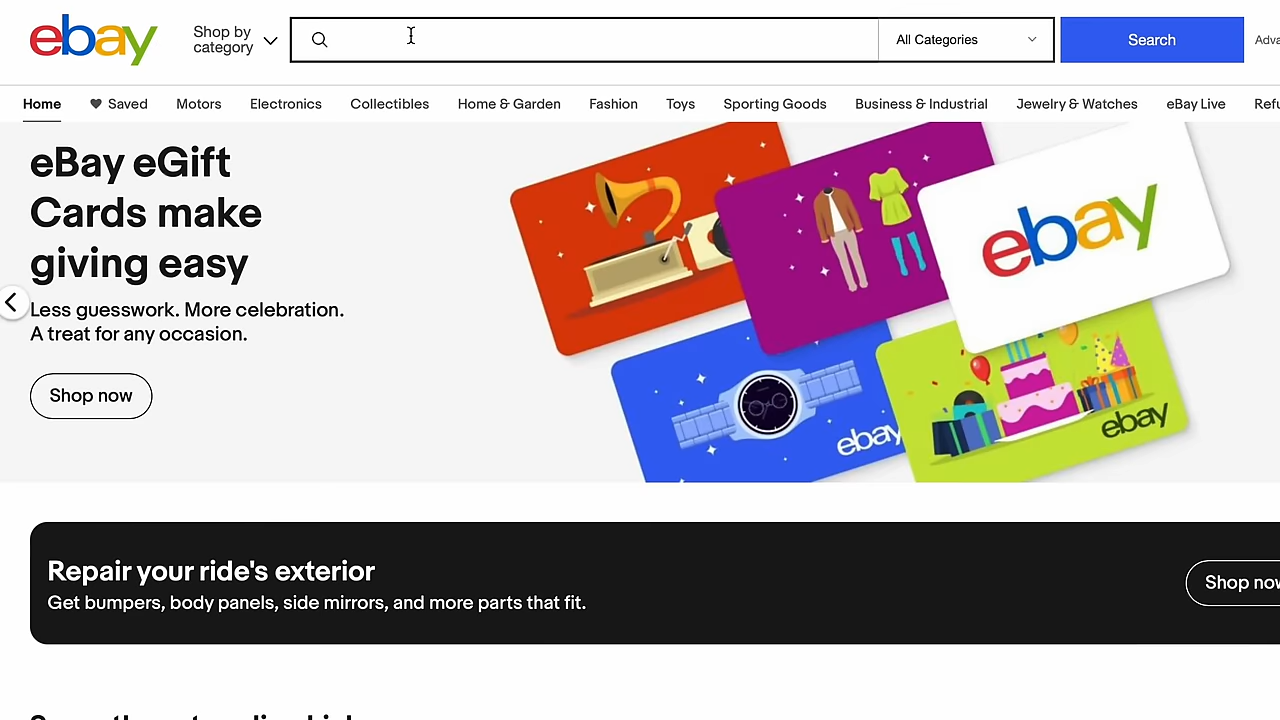 ebay
Shop by
category
All Categories
Search
Home
Saved
Motors
Electronics
Collectibles
Home & Garden
Fashion
Toys
Sporting Goods
Business & Industrial
Jewelry & Watches
eBay Live
eBay eGift
Cards make
giving easy
Less guesswork. More celebration.
A treat for any occasion.
Shop now
ebay
ebay
ebay
Repair your ride's exterior
Get bumpers, body panels, side mirrors, and more parts that fit.
Shop now